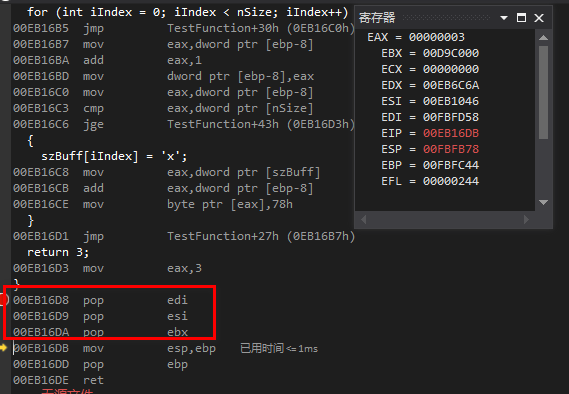 for (int iIndex = 0; iIndex < nSize; iIndex++)
00EB16B5 jmp TestFunction+30h (0EB16C0h)
00EB16B7 mov eax,dword ptr [ebp-8]
00EB16BA add eax,1
00EB16BD mov dword ptr [ebp-8],eax
00EB16C0 mov eax,dword ptr [ebp-8]
00EB16C3 cmp eax,dword ptr [nSize]
00EB16C6 jge TestFunction+43h (0EB16D3h)
{
szBuff[iIndex] = 'x';
00EB16C8 mov eax,dword ptr [szBuff]
00EB16CB add eax,dword ptr [ebp-8]
00EB16CE mov byte ptr [eax],78h
}
00EB16D1 jmp TestFunction+27h (0EB16B7h)
return 3;
00EB16D3 mov eax,3
}
00EB16D8 pop edi
00EB16D9 pop esi
00EB16DA pop ebx
00EB16DB mov esp,ebp 已用时间<=1ms
00EB16DD pop ebp
00EB16DE ret
寄存器
EAX = 00000003
EBX = 00D9C000
ECX = 00000000
EDX = 00EB6C6A
ESI = 00EB1046
EDI = 00FBFD58
EIP = 00EB16DB
ESP = 00FBFB78
EBP = 00FBFC44
EFL = 00000244